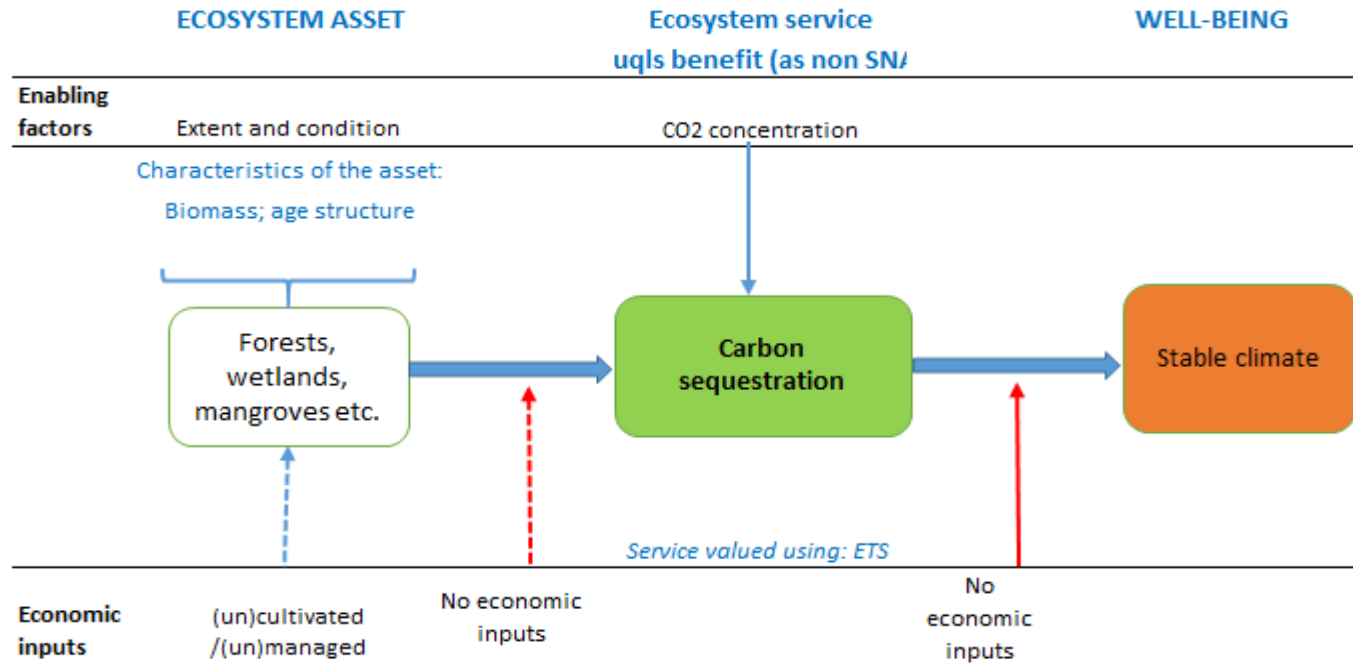 ECOSYSTEM ASSET
Ecosystem service
WELL-BEING
uqls benefit (as non SNA
Enabling
factors
Extent and condition
CO2 concentration
Characteristics of the asset:
Biomass; age structure
Forests,
wetlands,
mangroves etc.
Carbon
sequestration
Stable climate
Service valued using: ETS
Economic
inputs
(un)cultivated
/(un)managed
No economic
inputs
No
economic
inputs